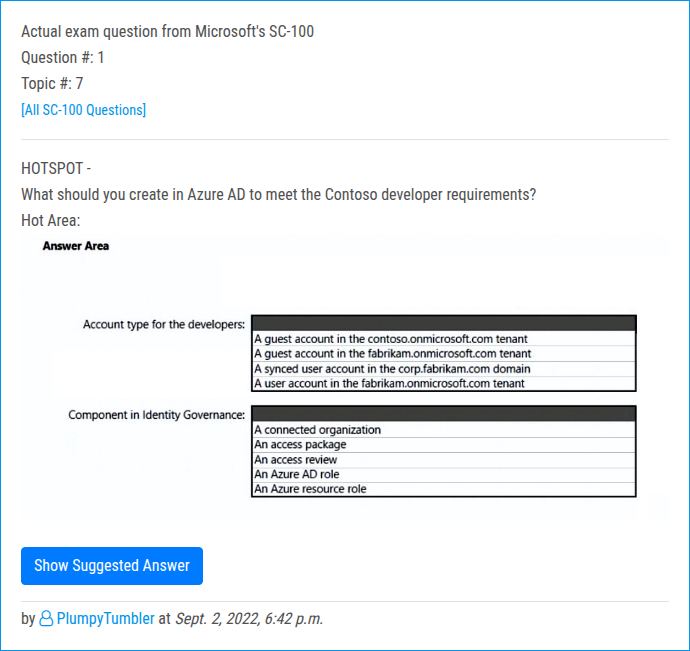 Actual exam question from Microsoft's SC-100
Question #: 1
Topic #: 7
[All SC-100 Questions]
HOTSPOT -
What should you create in Azure AD to meet the Contoso developer requirements?
Hot Area:
Answer Area
Account type for the developers:
A guest account in the contoso.onmicrosoft.com tenant
A guest account in the fabrikam.onmicrosoft.com tenant
A synced user account in the corp.fabrikam.com domain
A user account in the fabrikam.onmicrosoft.com tenant
Component in Identity Governance:
A connected organization
An access package
An access review
An Azure AD role
An Azure resource role
Show Suggested Answer
by PlumpyTumbler at Sept. 2, 2022, 6:42 p.m.